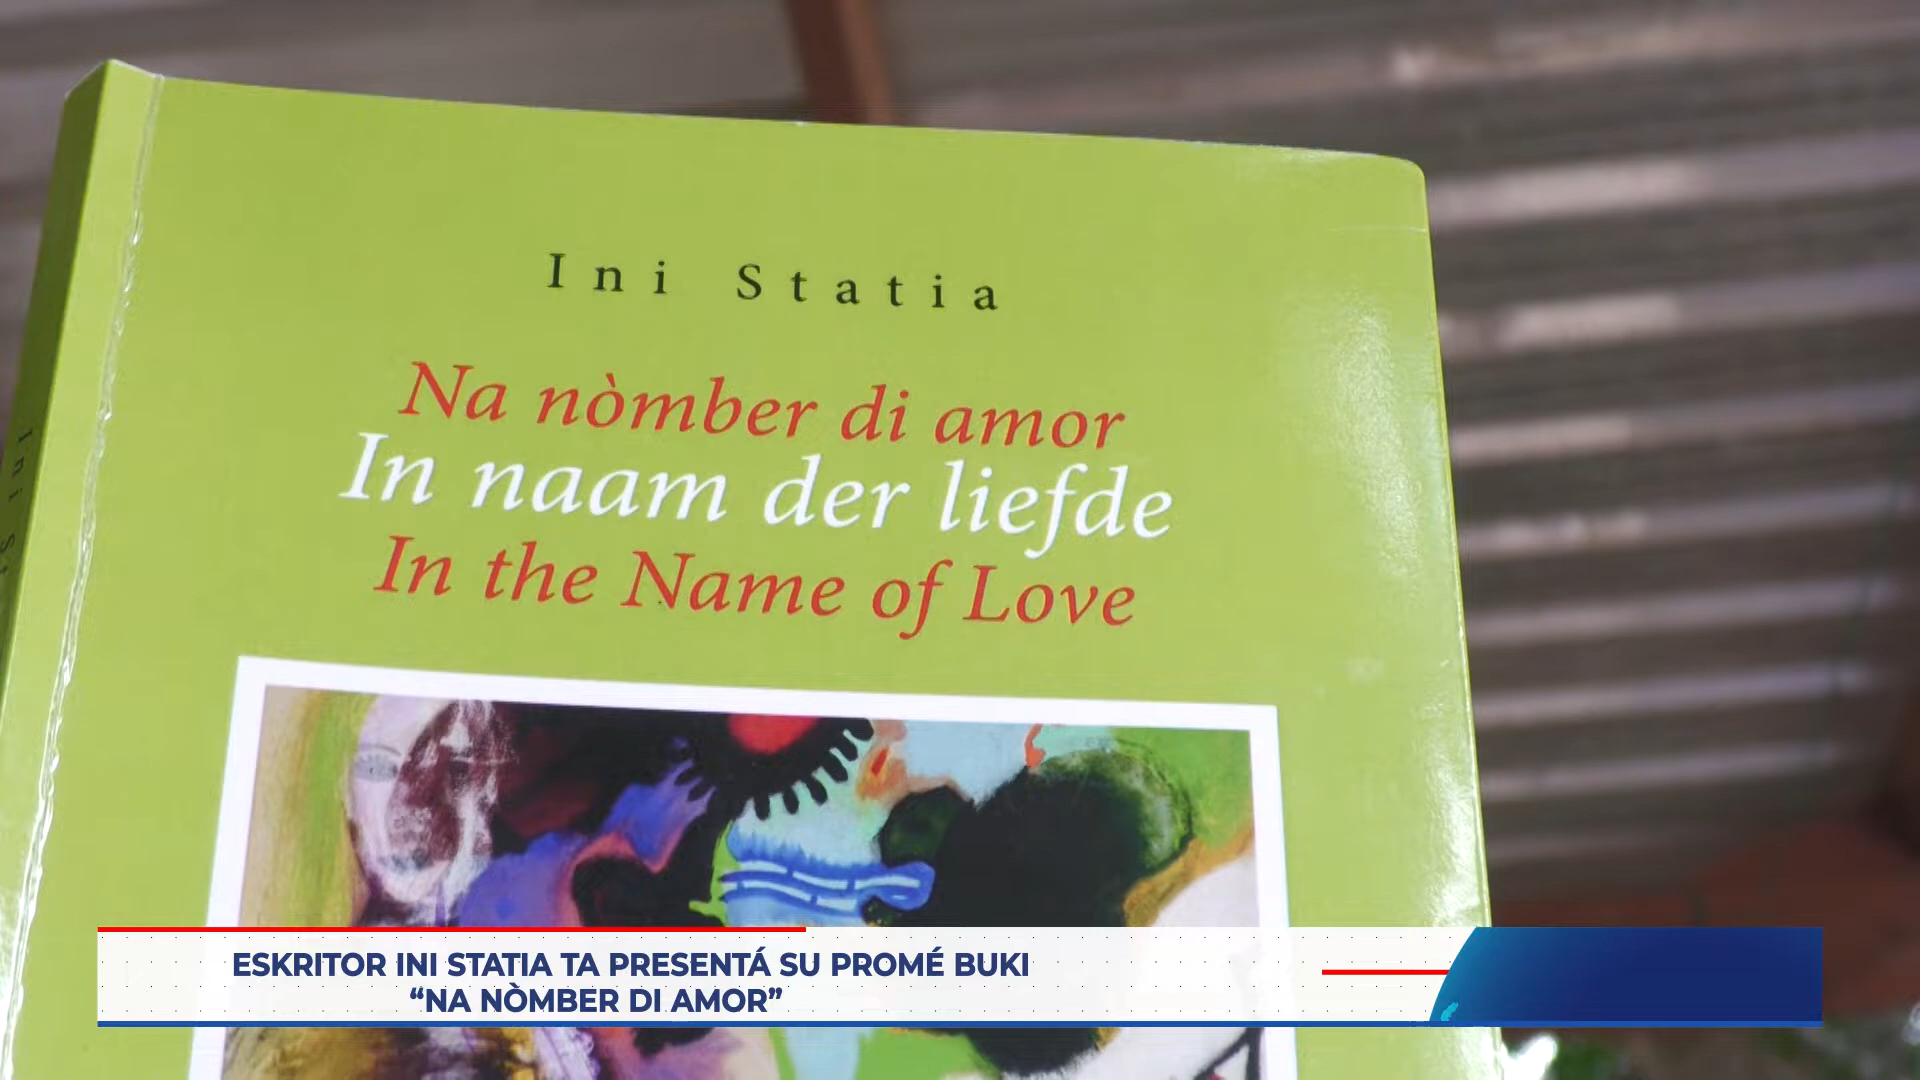 Ini Statia
Na nòmber di amor
In naam der liefde
In the Name of Love
ESKRITOR INI STATIA TA PRESENTÁ SU PROMÉ BUKI
“NA NÒMBER DI AMOR”